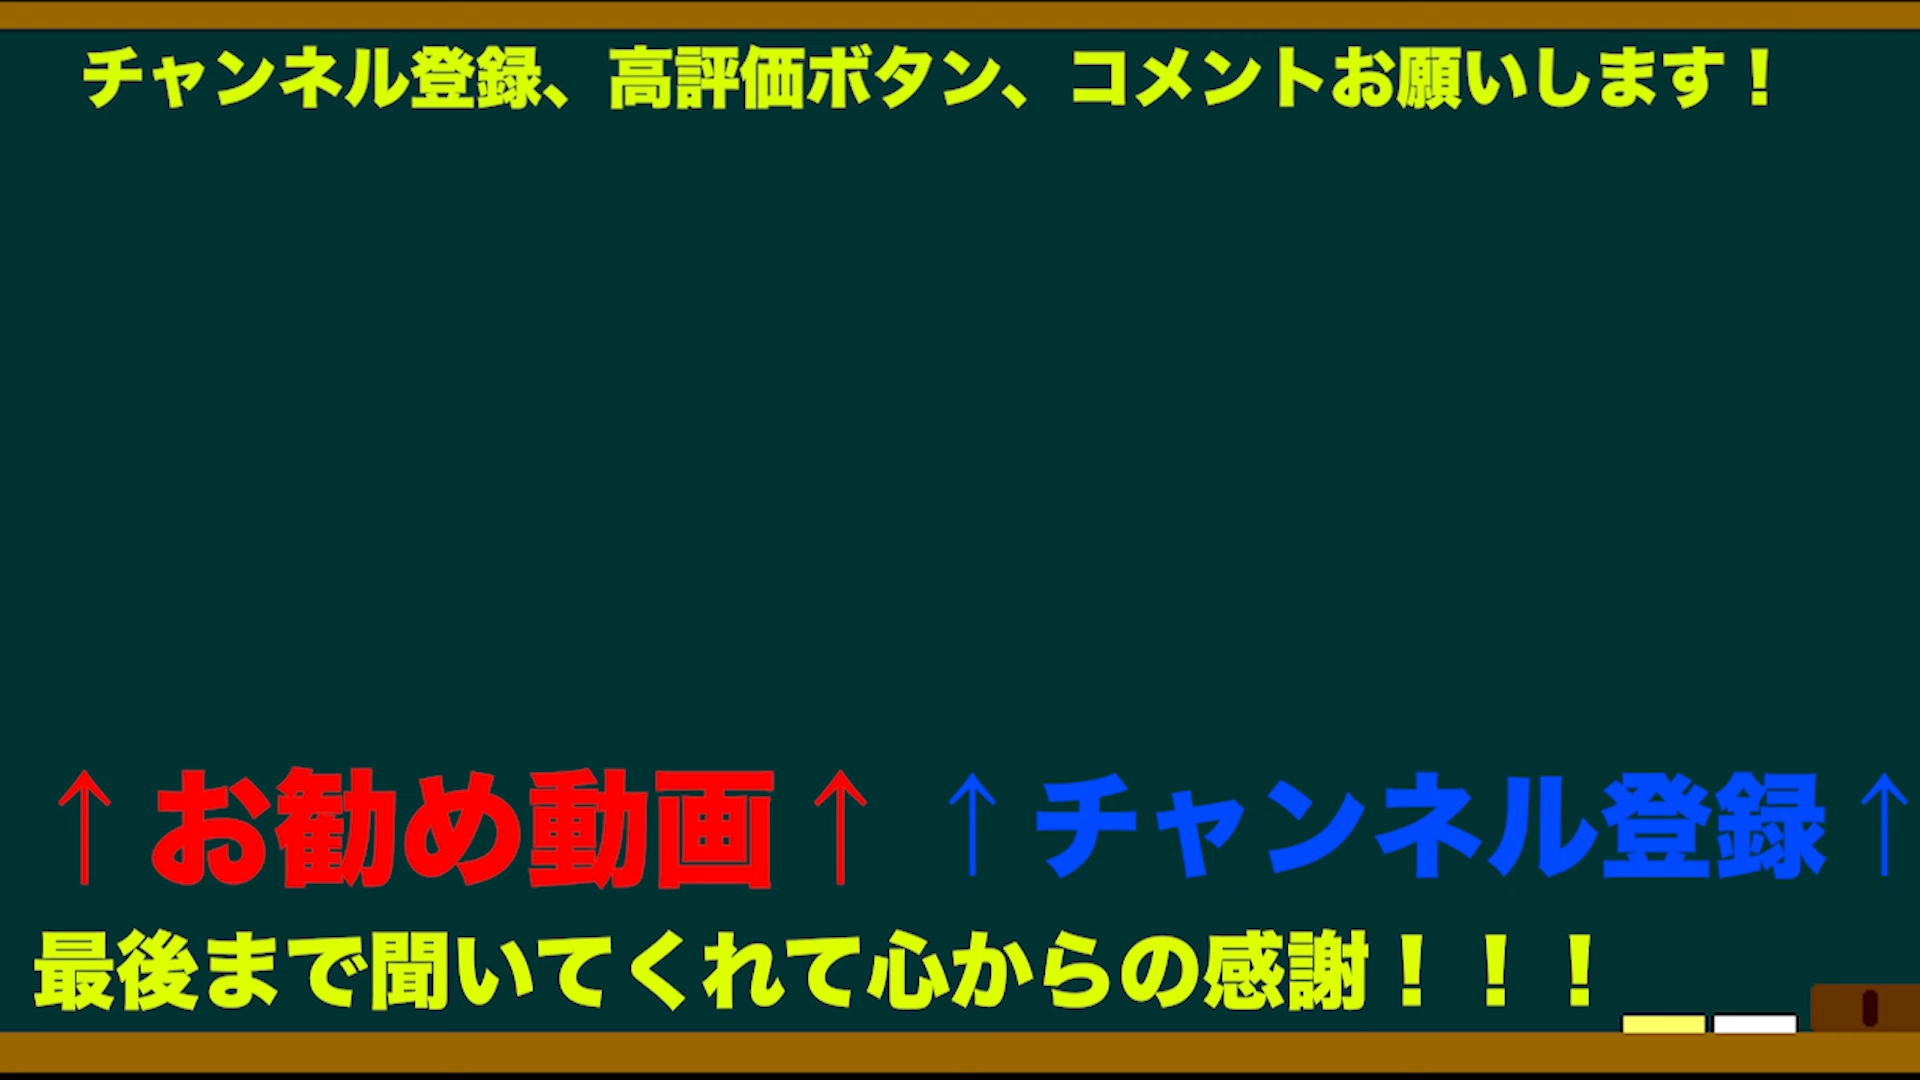 チャンネル登録、高評価ボタン、コメントお願いします！
↑お勧め動画↑ ↑チャンネル登録↑
最後まで聞いてくれて心からの感謝！！！